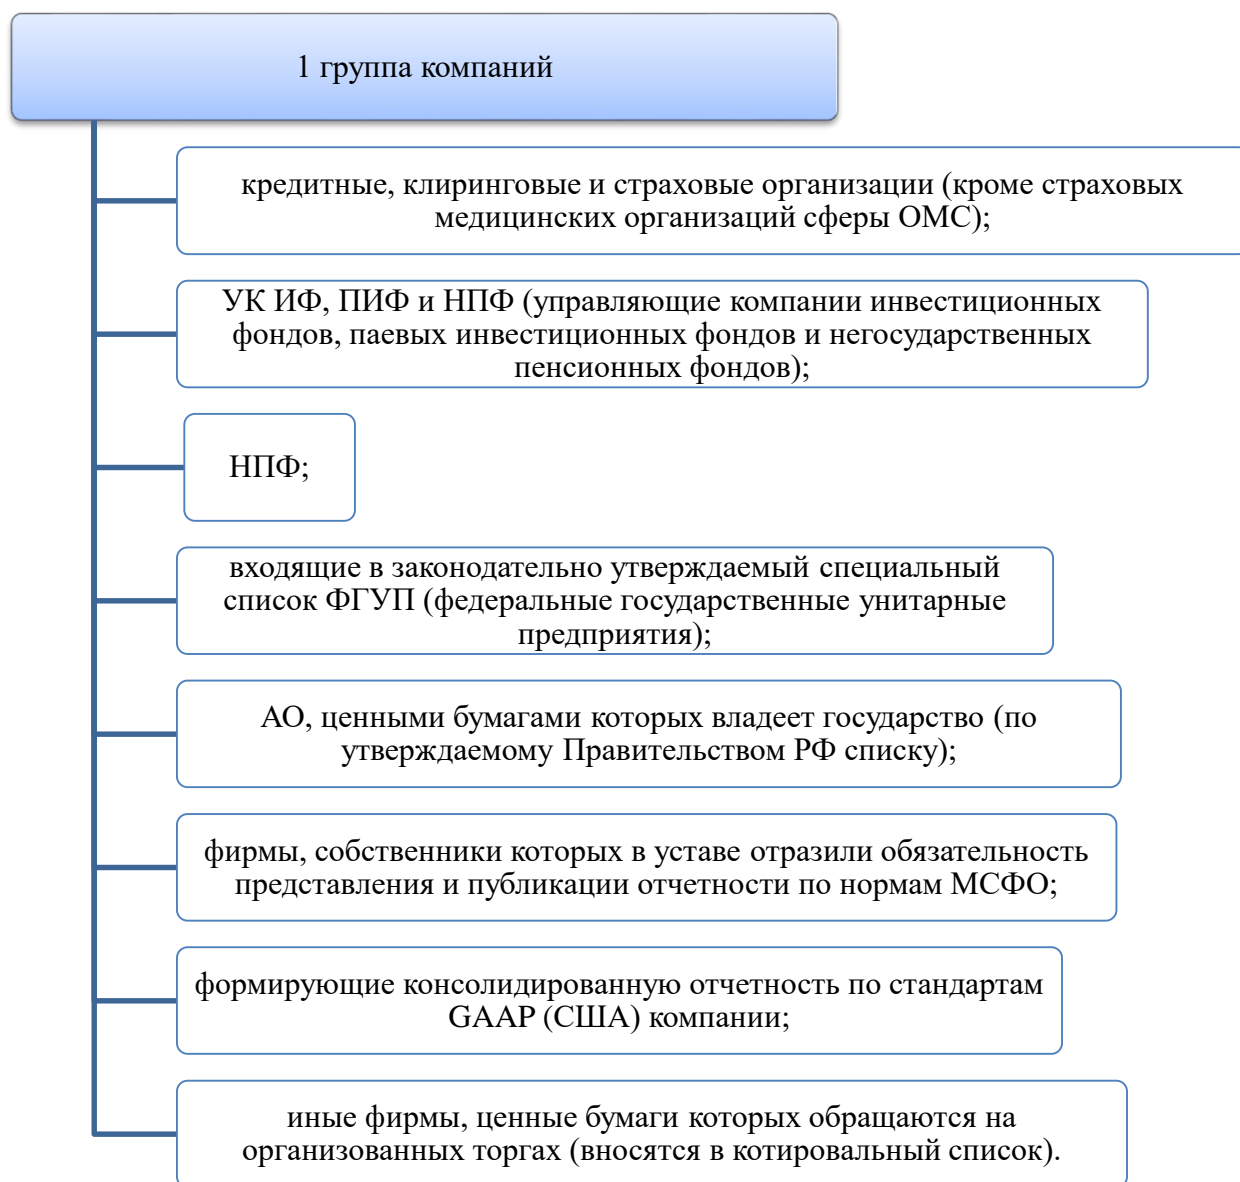 1 группа компаний
кредитные, клиринговые и страховые организации (кроме страховых
медицинских организаций сферы ОМС);
УК ИФ, ПИФ и НПФ (управляющие компании инвестиционных
фондов, паевых инвестиционных фондов и негосударственных
пенсионных фондов);
НПФ;
входящие в законодательно утверждаемый специальный
список ФГУП (федеральные государственные унитарные
предприятия);
АО, ценными бумагами которых владеет государство (по
утверждаемому Правительством РФ списку);
фирмы, собственники которых в уставе отразили обязательность
представления и публикации отчетности по нормам МСФО;
формирующие консолидированную отчетность по стандартам
GAAP (США) компании;
иные фирмы, ценные бумаги которых обращаются на
организованных торгах (вносятся в котировальный список).